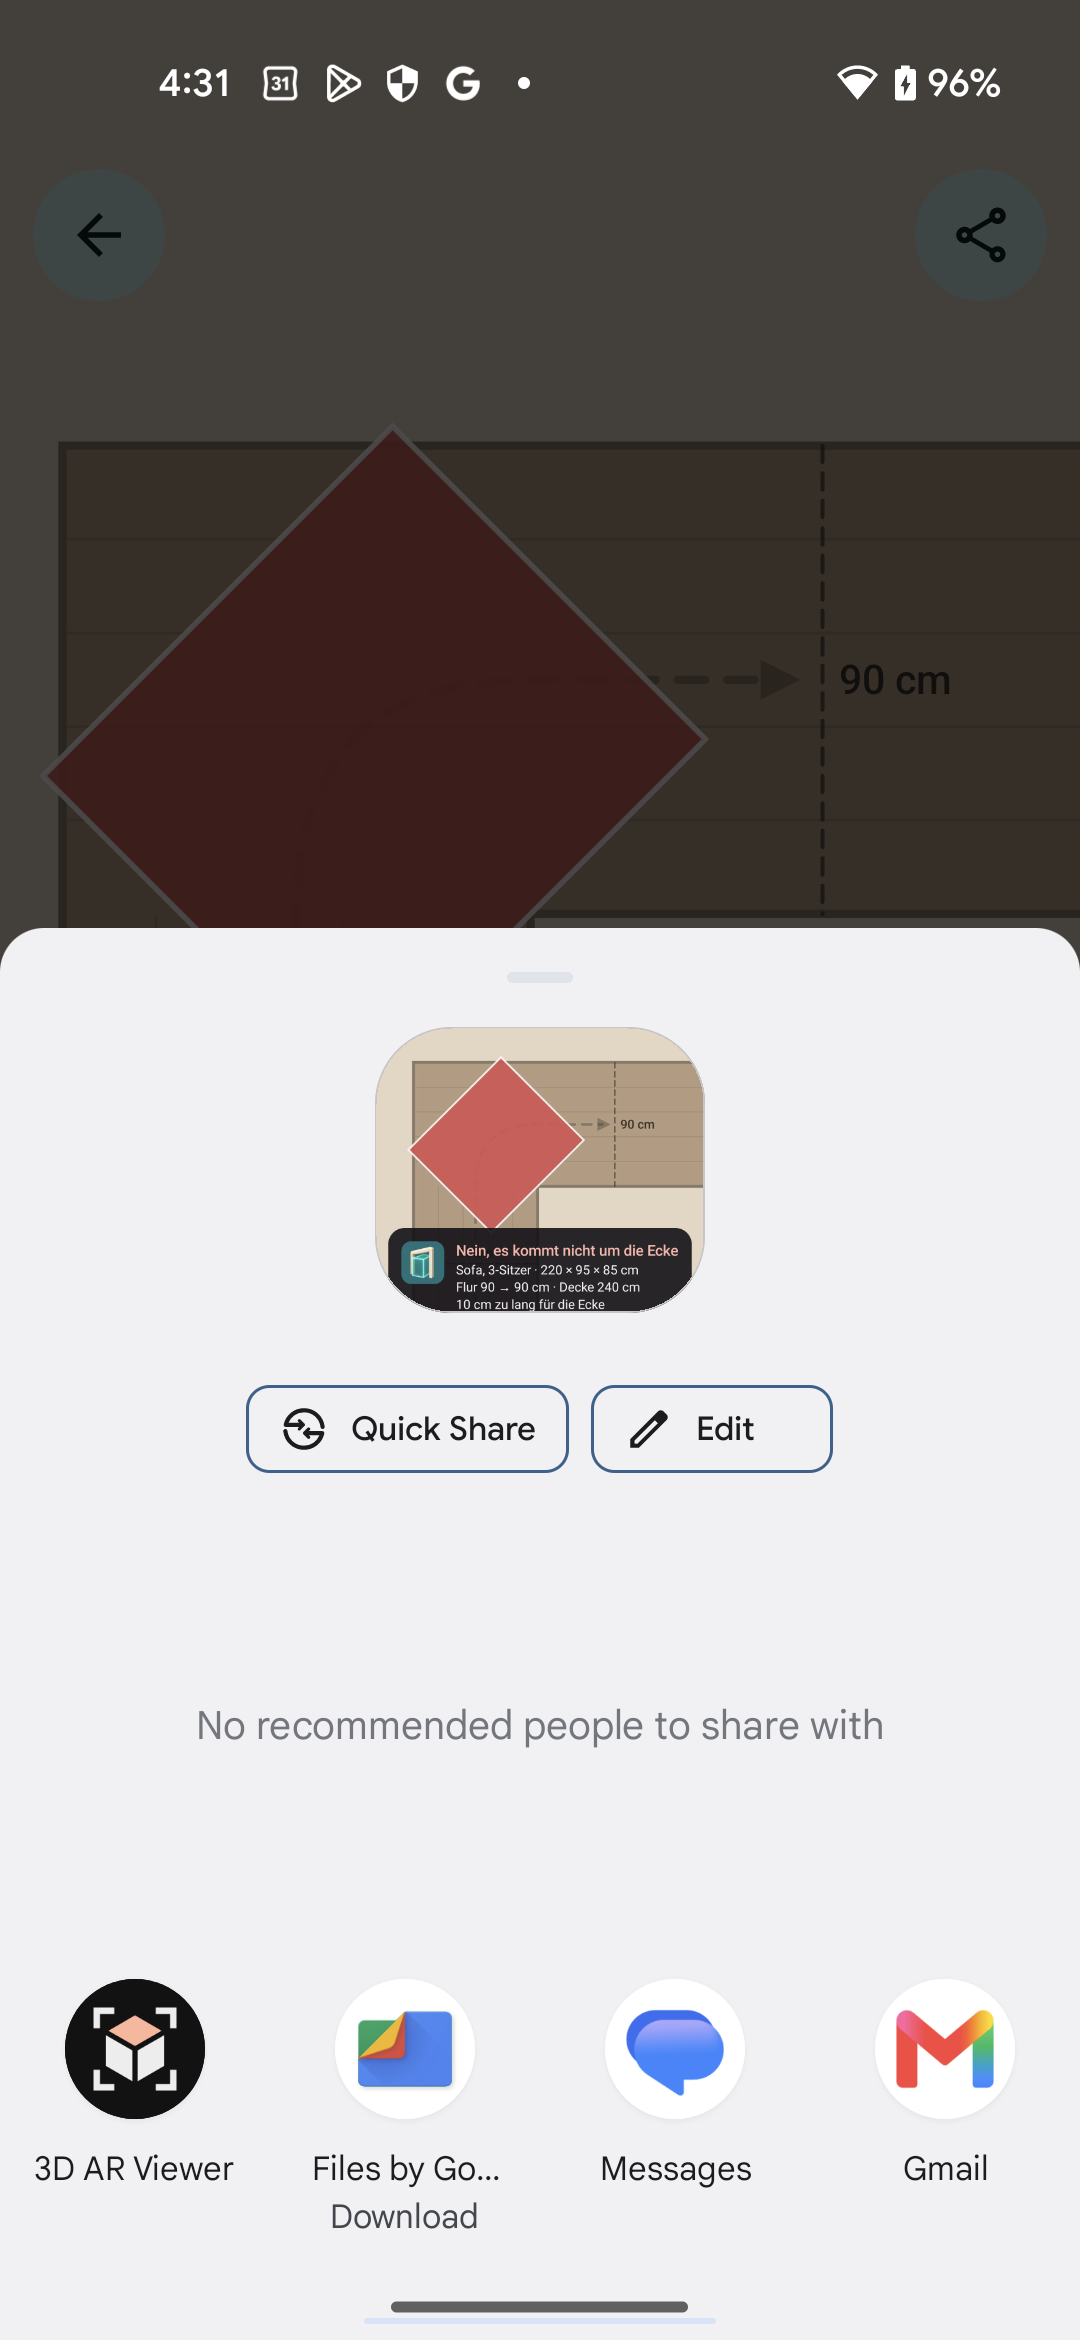 4:31
31
96%
90 cm
90 cm
Nein, es kommt nicht um die Ecke
Sofa, 3-Sitzer · 220 × 95 × 85 cm
Flur 90 → 90 cm · Decke 240 cm
10 cm zu lang für die Ecke
Quick Share
Edit
No recommended people to share with
3D AR Viewer
Files by Go...
Download
Messages
Gmail